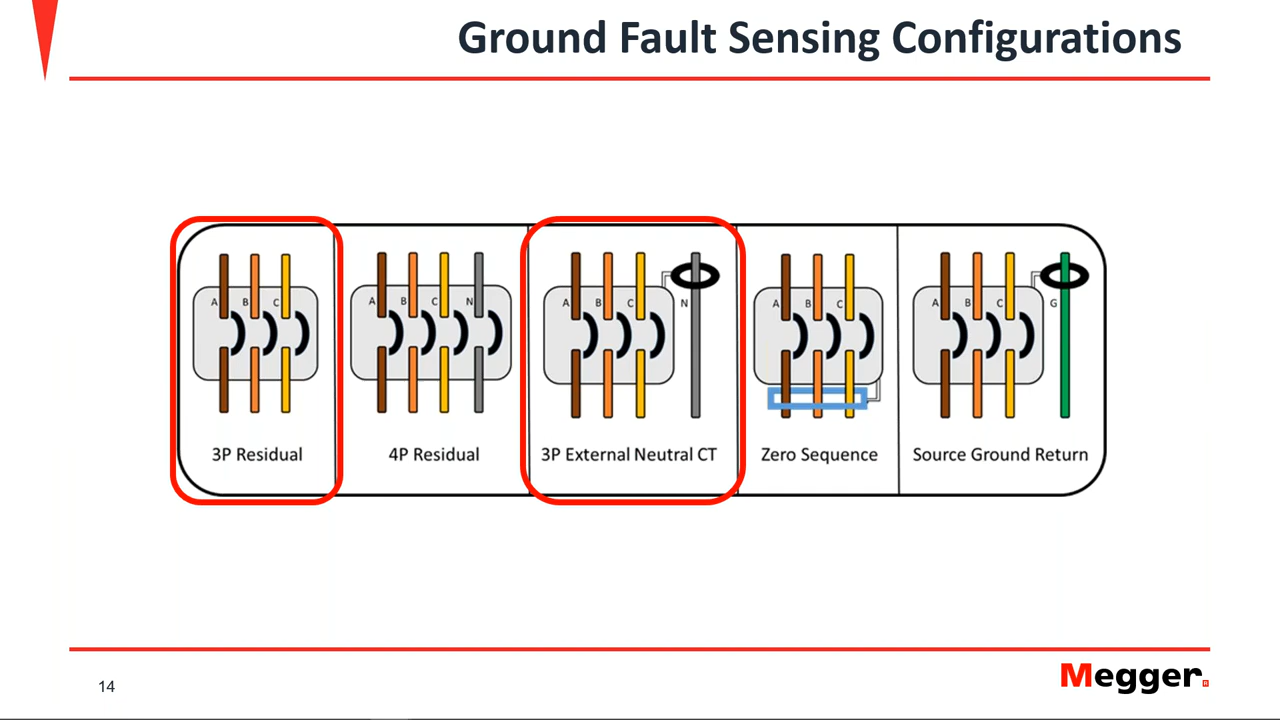 Ground Fault Sensing Configurations
A B C
A B C N
A B C N
A B C
A B C G
3P Residual
4P Residual
3P External Neutral CT
Zero Sequence
Source Ground Return
14
Megger